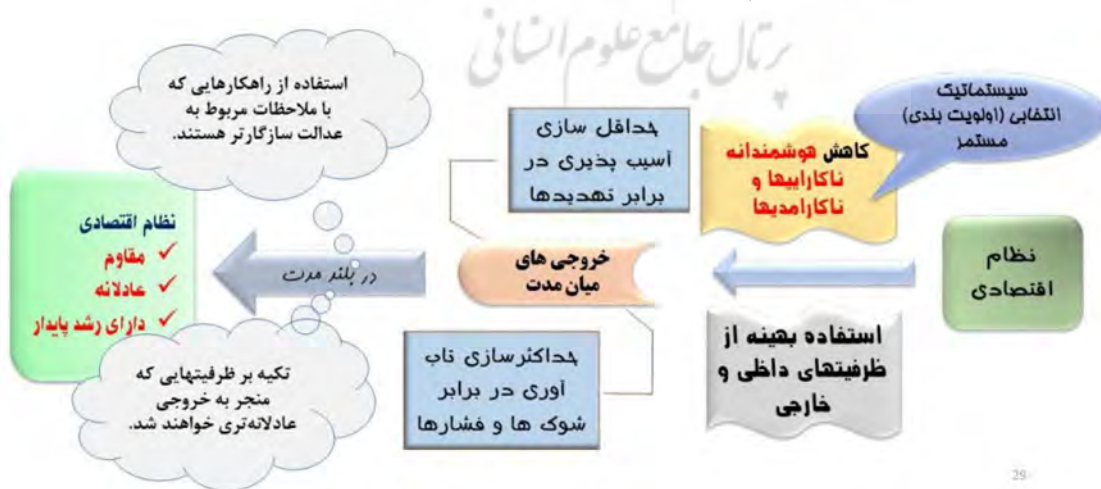 پرتال جامع علوم انسانی
سیستماتیک
انتخابی (اولویت بندی)
مستمر
نظام
اقتصادی
کاهش هوشمندانه
ناکاراییها و
ناکارامدیها
استفاده بهینه از
ظرفیتهای داخلی و
خارجی
حداقل سازی
آسیب پذیری در
برابر تهدیدها
خروجی های
میان مدت
حداکثرسازی تاب
آوری در برابر
شوک ها و فشارها
استفاده از راهکارهایی که
با ملاحظات مربوط به
عدالت سازگارتر هستند.
در بلند مدت
تکیه بر ظرفیتهایی که
منجر به خروجی
عادلانه‌تری خواهند شد.
نظام اقتصادی
✓ مقاوم
✓ عادلانه
✓ دارای رشد پایدار
29